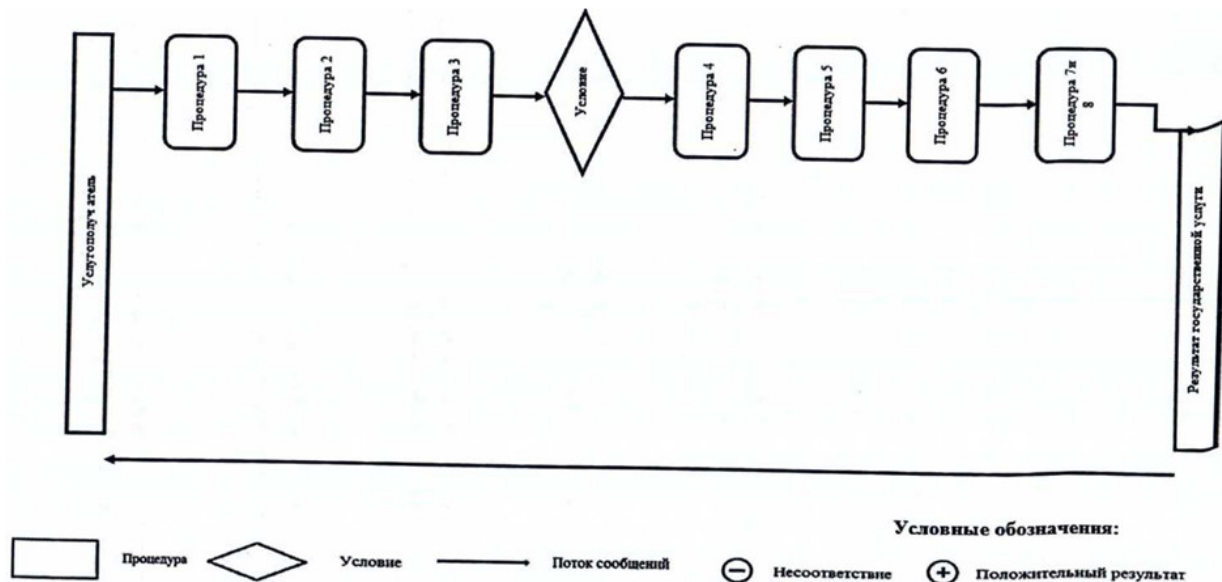 Услугополуч атель
Процедура 1
Процедура 2
Процедура 3
Условие
Процедура 4
Процедура 5
Процедура 6
Процедура 7и
8
Результат государственной услуги
Условные обозначения:
Процедура
Условие
Поток сообщений
Несоответствие
Положительный результат